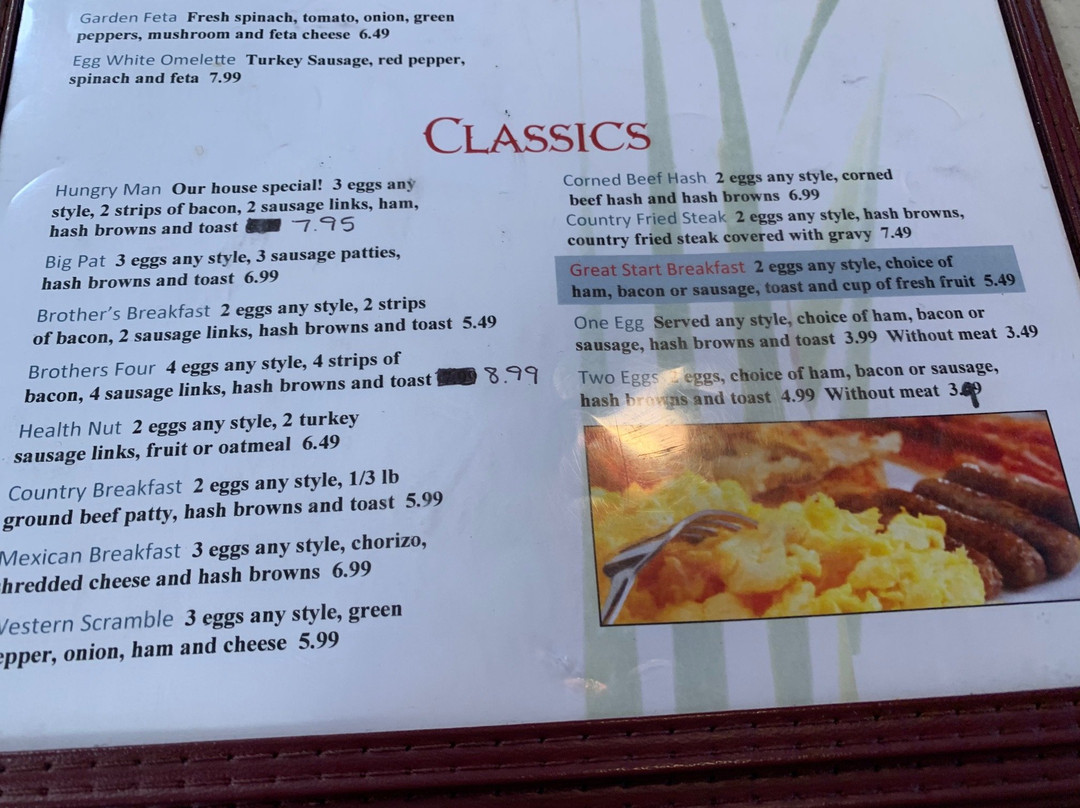 Garden Feta Fresh spinach, tomato, onion, green
peppers, mushroom and feta cheese 6.49
Egg White Omelette Turkey Sausage, red pepper,
spinach and feta 7.99
CLASSICS
Hungry Man Our house special! 3 eggs any
style, 2 strips of bacon, 2 sausage links, ham,
hash browns and toast 7.95
Big Pat 3 eggs any style, 3 sausage patties,
hash browns and toast 6.99
Brother's Breakfast 2 eggs any style, 2 strips
of bacon, 2 sausage links, hash browns and toast 5.49
Brothers Four 4 eggs any style, 4 strips of
bacon, 4 sausage links, hash browns and toast 8.99
Health Nut 2 eggs any style, 2 turkey
sausage links, fruit or oatmeal 6.49
Country Breakfast 2 eggs any style, 1/3 lb
ground beef patty, hash browns and toast 5.99
Mexican Breakfast 3 eggs any style, chorizo,
hredded cheese and hash browns 6.99
Western Scramble 3 eggs any style, green
epper, onion, ham and cheese 5.99
Corned Beef Hash 2 eggs any style, corned
beef hash and hash browns 6.99
Country Fried Steak 2 eggs any style, hash browns,
country fried steak covered with gravy 7.49
Great Start Breakfast 2 eggs any style, choice of
ham, bacon or sausage, toast and cup of fresh fruit 5.49
One Egg Served any style, choice of ham, bacon or
sausage, hash browns and toast 3.99 Without meat 3.49
Two Eggs 2 eggs, choice of ham, bacon or sausage,
hash browns and toast 4.99 Without meat